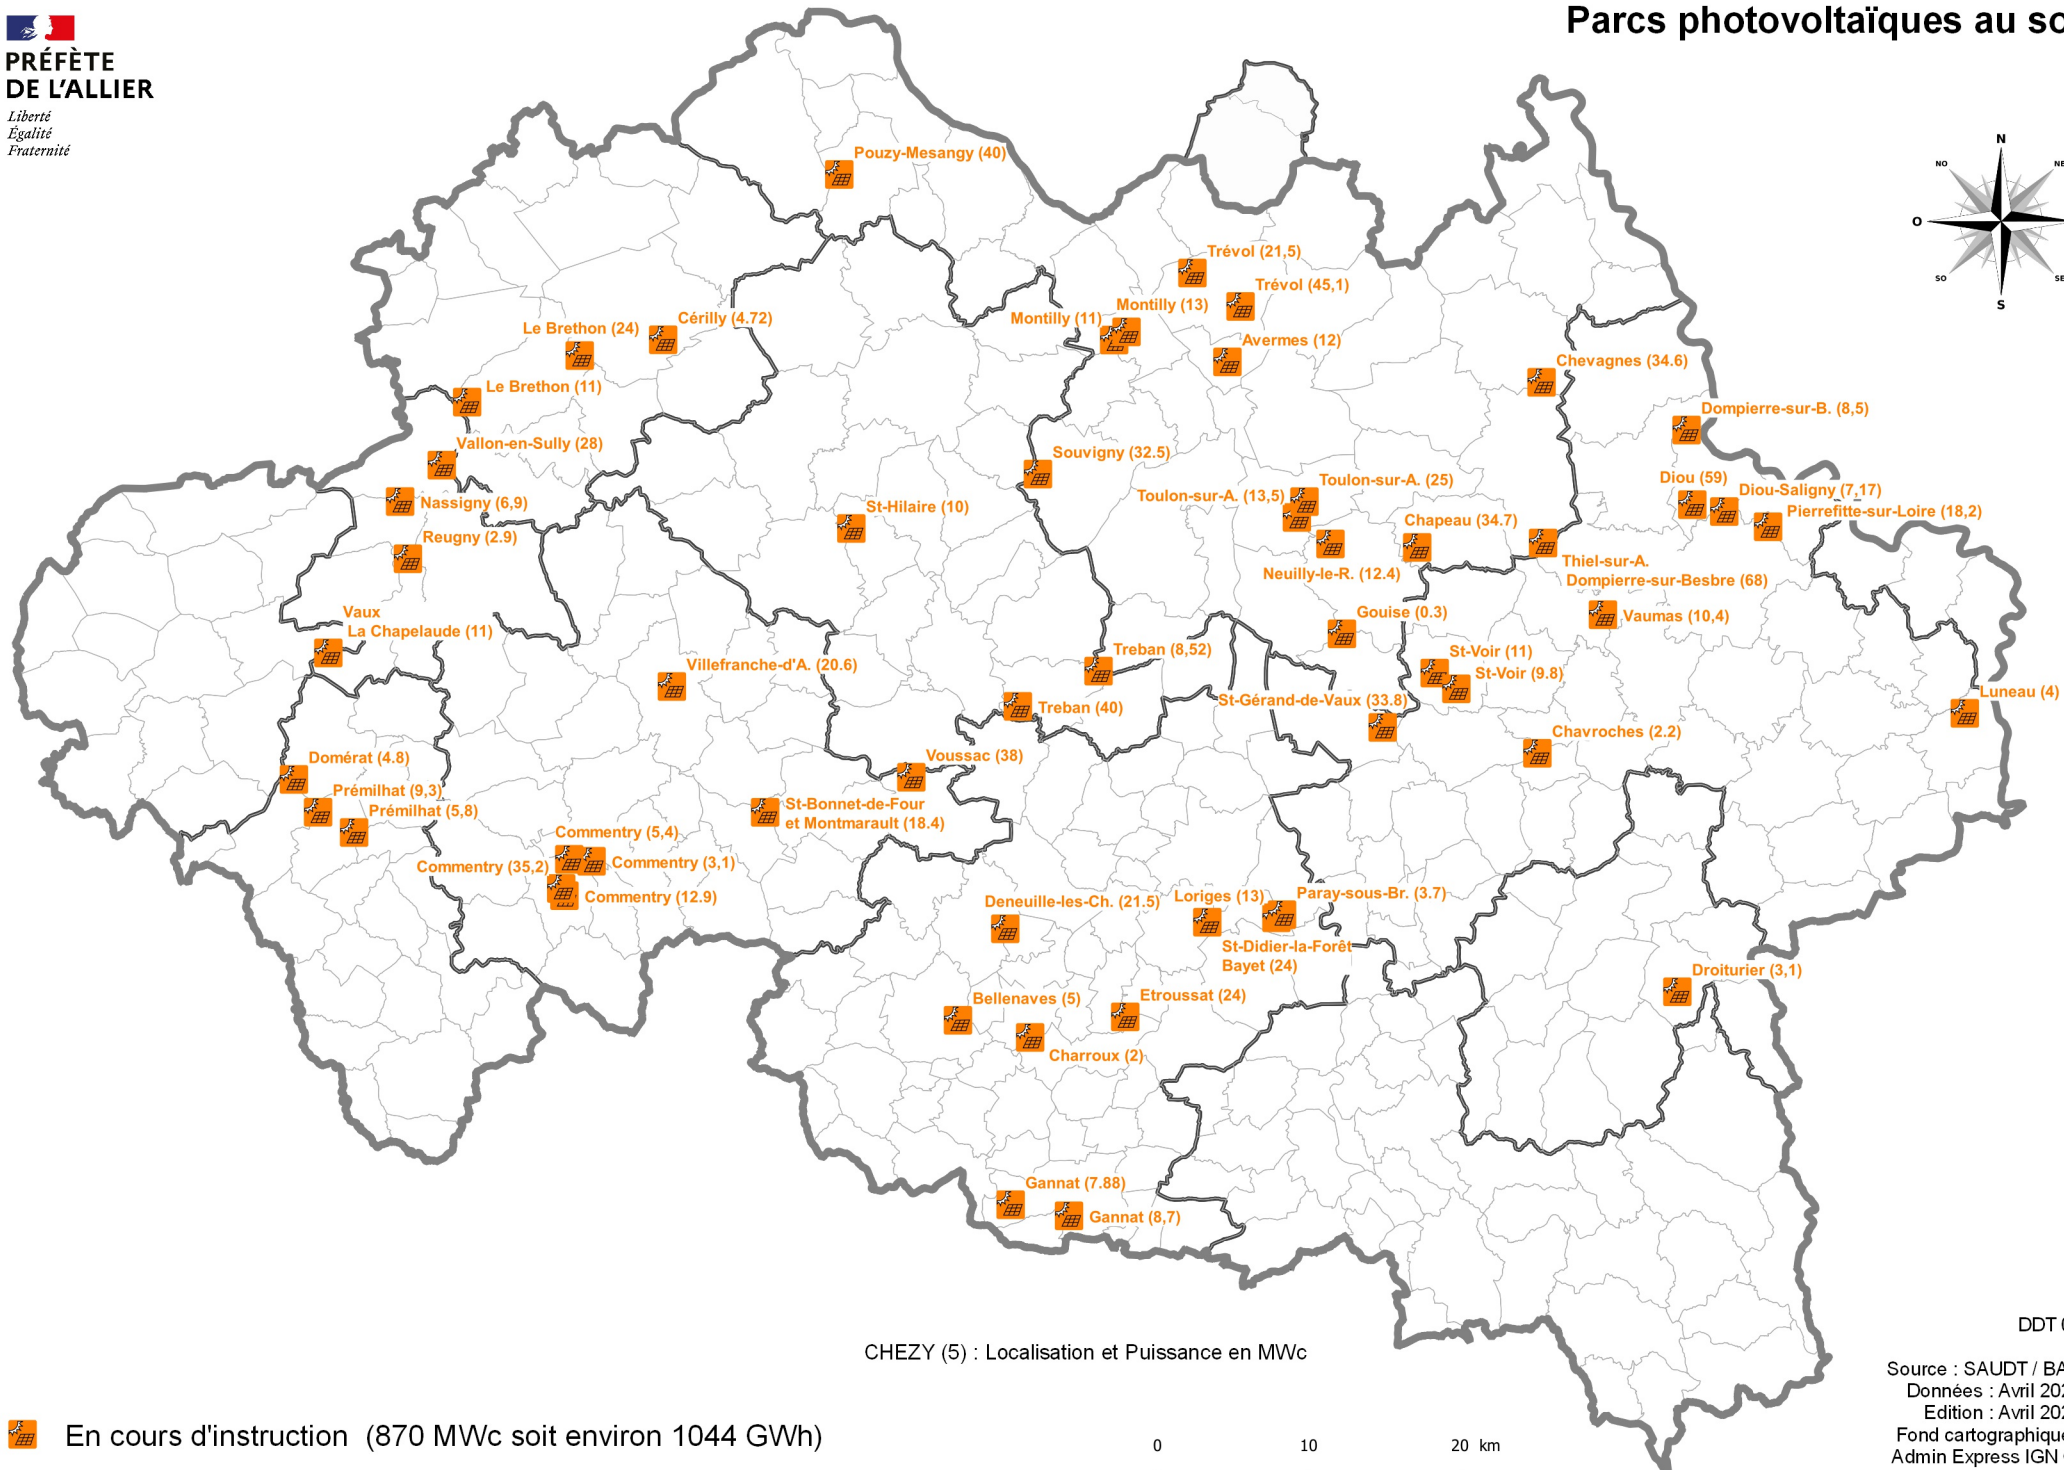 Parcs photovoltaïques au so
PRÉFÈTE
DE L'ALLIER
Liberté
Égalité
Fraternité
N
NO
NE
O
SO
SE
S
Pouzy-Mesangy (40)
Trévol (21,5)
Trévol (45,1)
Montilly (13)
Montilly (11)
Cérilly (4.72)
Le Brethon (24)
Avermes (12)
Chevagnes (34.6)
Le Brethon (11)
Dompierre-sur-B. (8,5)
Vallon-en-Sully (28)
Souvigny (32.5)
Toulon-sur-A. (25)
Toulon-sur-A. (13,5)
Diou (59)
Diou-Saligny (7,17)
Nassigny (6,9)
St-Hilaire (10)
Pierrefitte-sur-Loire (18,2)
Chapeau (34.7)
Reugny (2.9)
Thiel-sur-A.
Dompierre-sur-Besbre (68)
Neuilly-le-R. (12.4)
Vaux
La Chapelaude (11)
Gouise (0.3)
Vaumas (10,4)
Treban (8,52)
St-Voir (11)
St-Voir (9.8)
Villefranche-d'A. (20.6)
Luneau (4)
St-Gérand-de-Vaux (33.8)
Treban (40)
Chavroches (2.2)
Voussac (38)
Domérat (4.8)
Prémilhat (9,3)
Prémilhat (5,8)
St-Bonnet-de-Four
et Montmarault (18.4)
Commentry (5,4)
Commentry (35,2)
Commentry (3,1)
Commentry (12.9)
Deneuille-les-Ch. (21.5)
Loriges (13)
Paray-sous-Br. (3.7)
St-Didier-la-Forêt
Bayet (24)
Droiturier (3,1)
Bellenaves (5)
Etroussat (24)
Charroux (2)
Gannat (7.88)
Gannat (8,7)
DDT
CHEZY (5) : Localisation et Puissance en MWc
Source : SAUDT / BA
Données : Avril 202
Edition : Avril 202
Fond cartographique
Admin Express IGN
En cours d'instruction (870 MWc soit environ 1044 GWh)
0 10 20 km